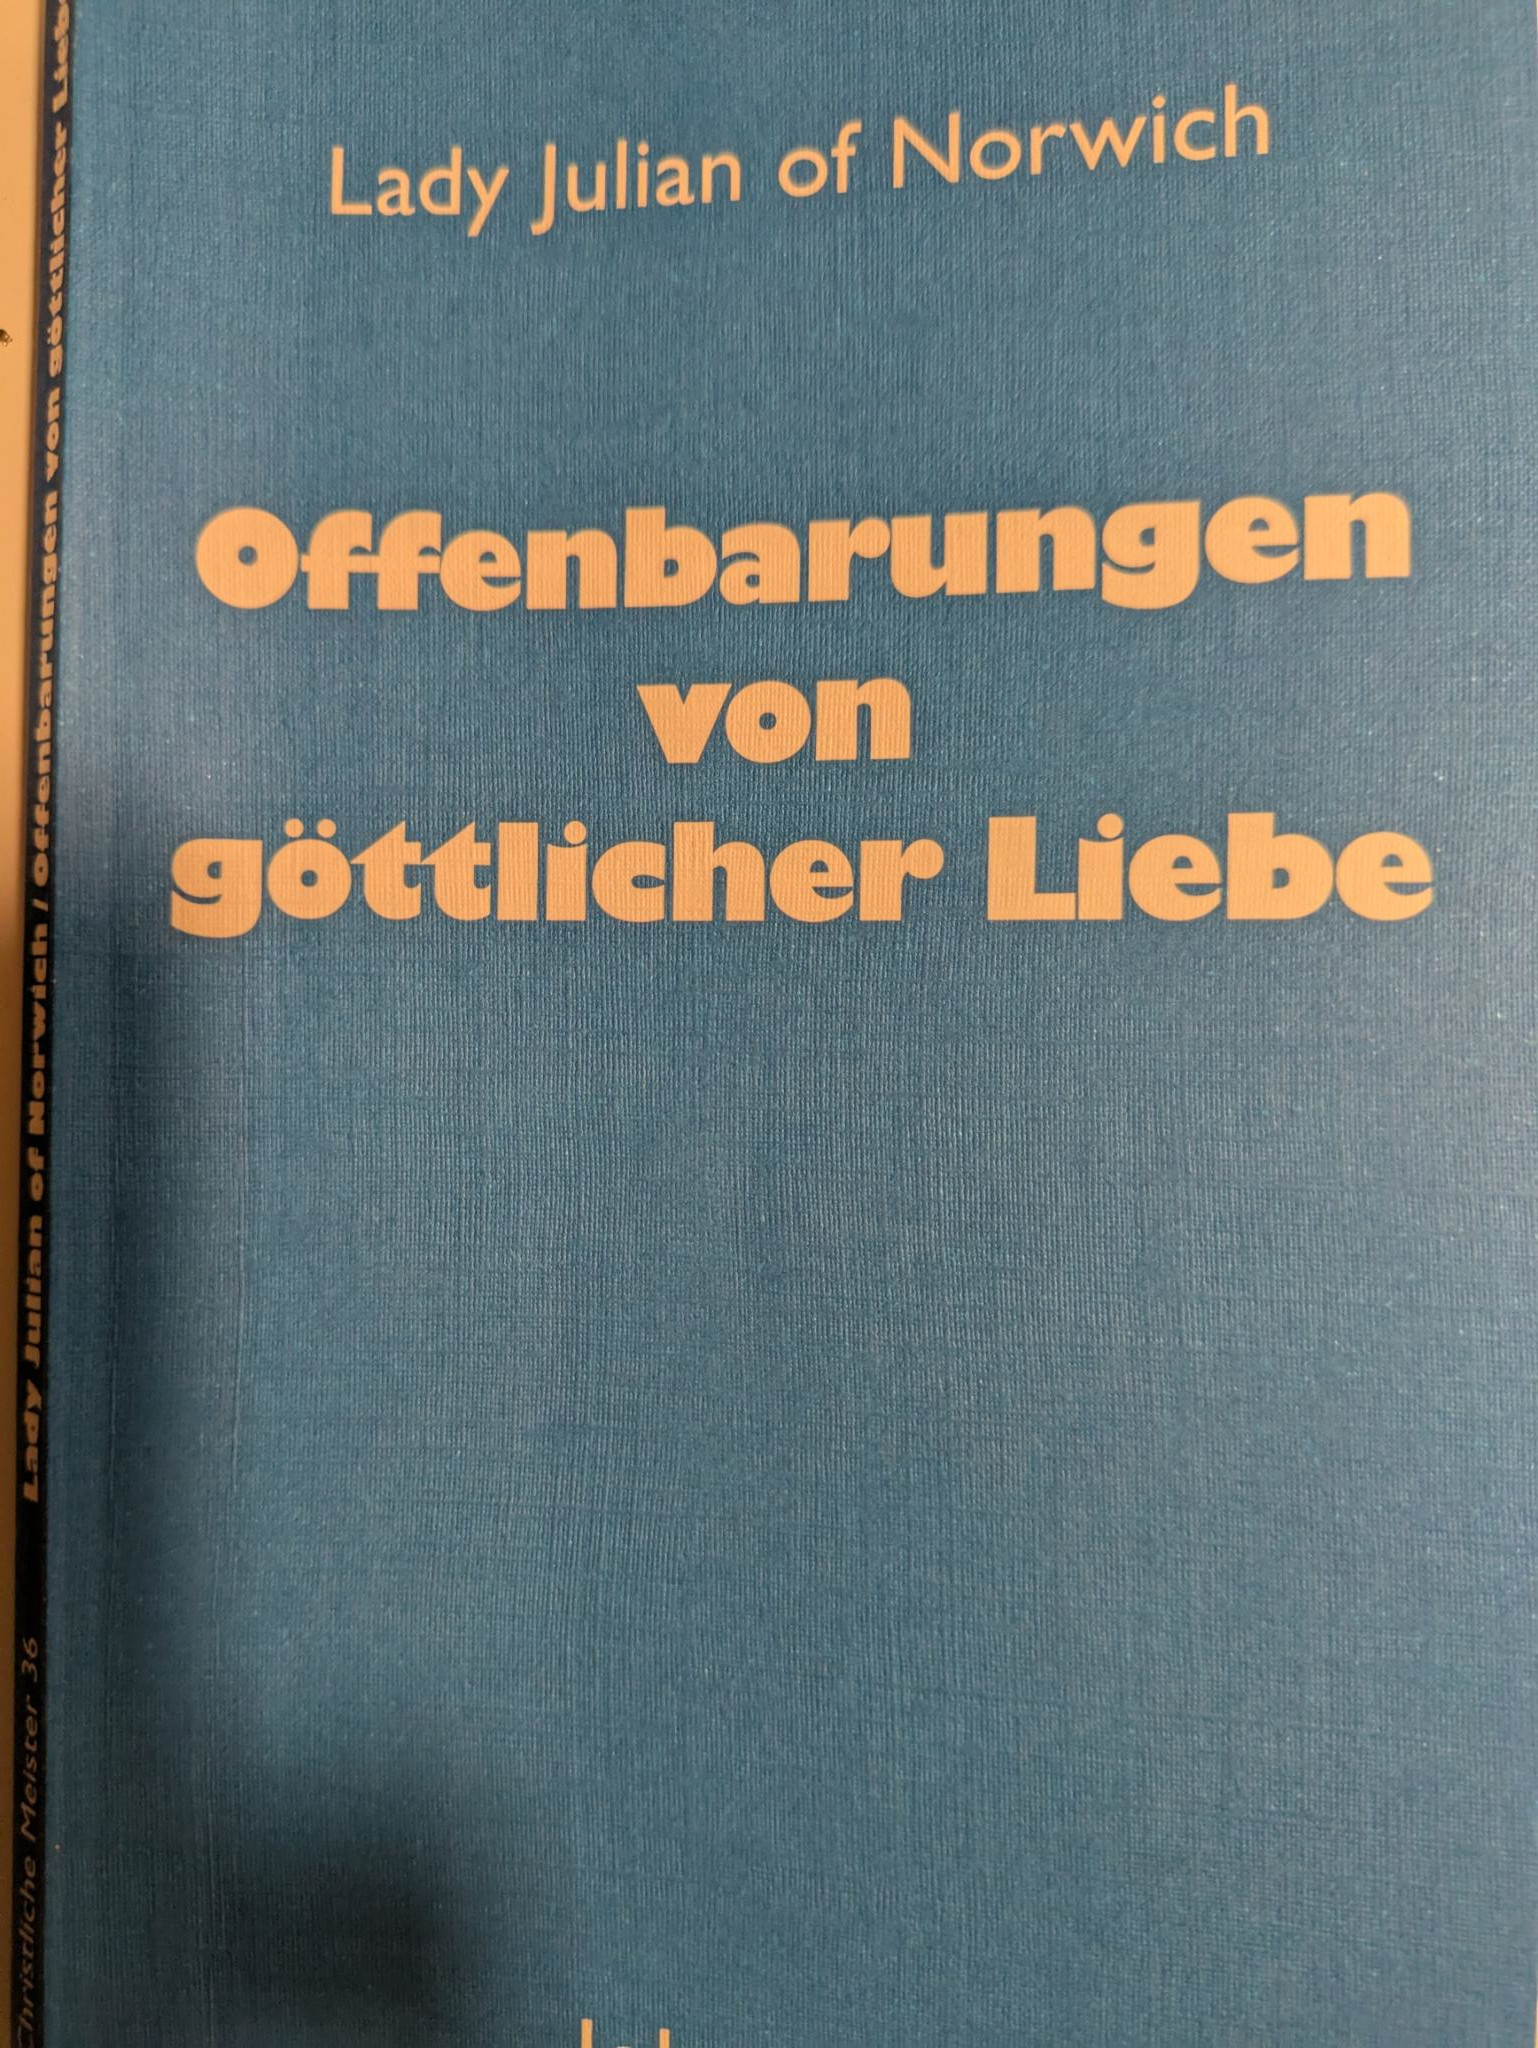 Lady Julian of Norwich
Offenbarungen
von
göttlicher Liebe
Christliche Meister 36 Lady Julian of Norwich / Offenbarungen von göttlicher Liebe